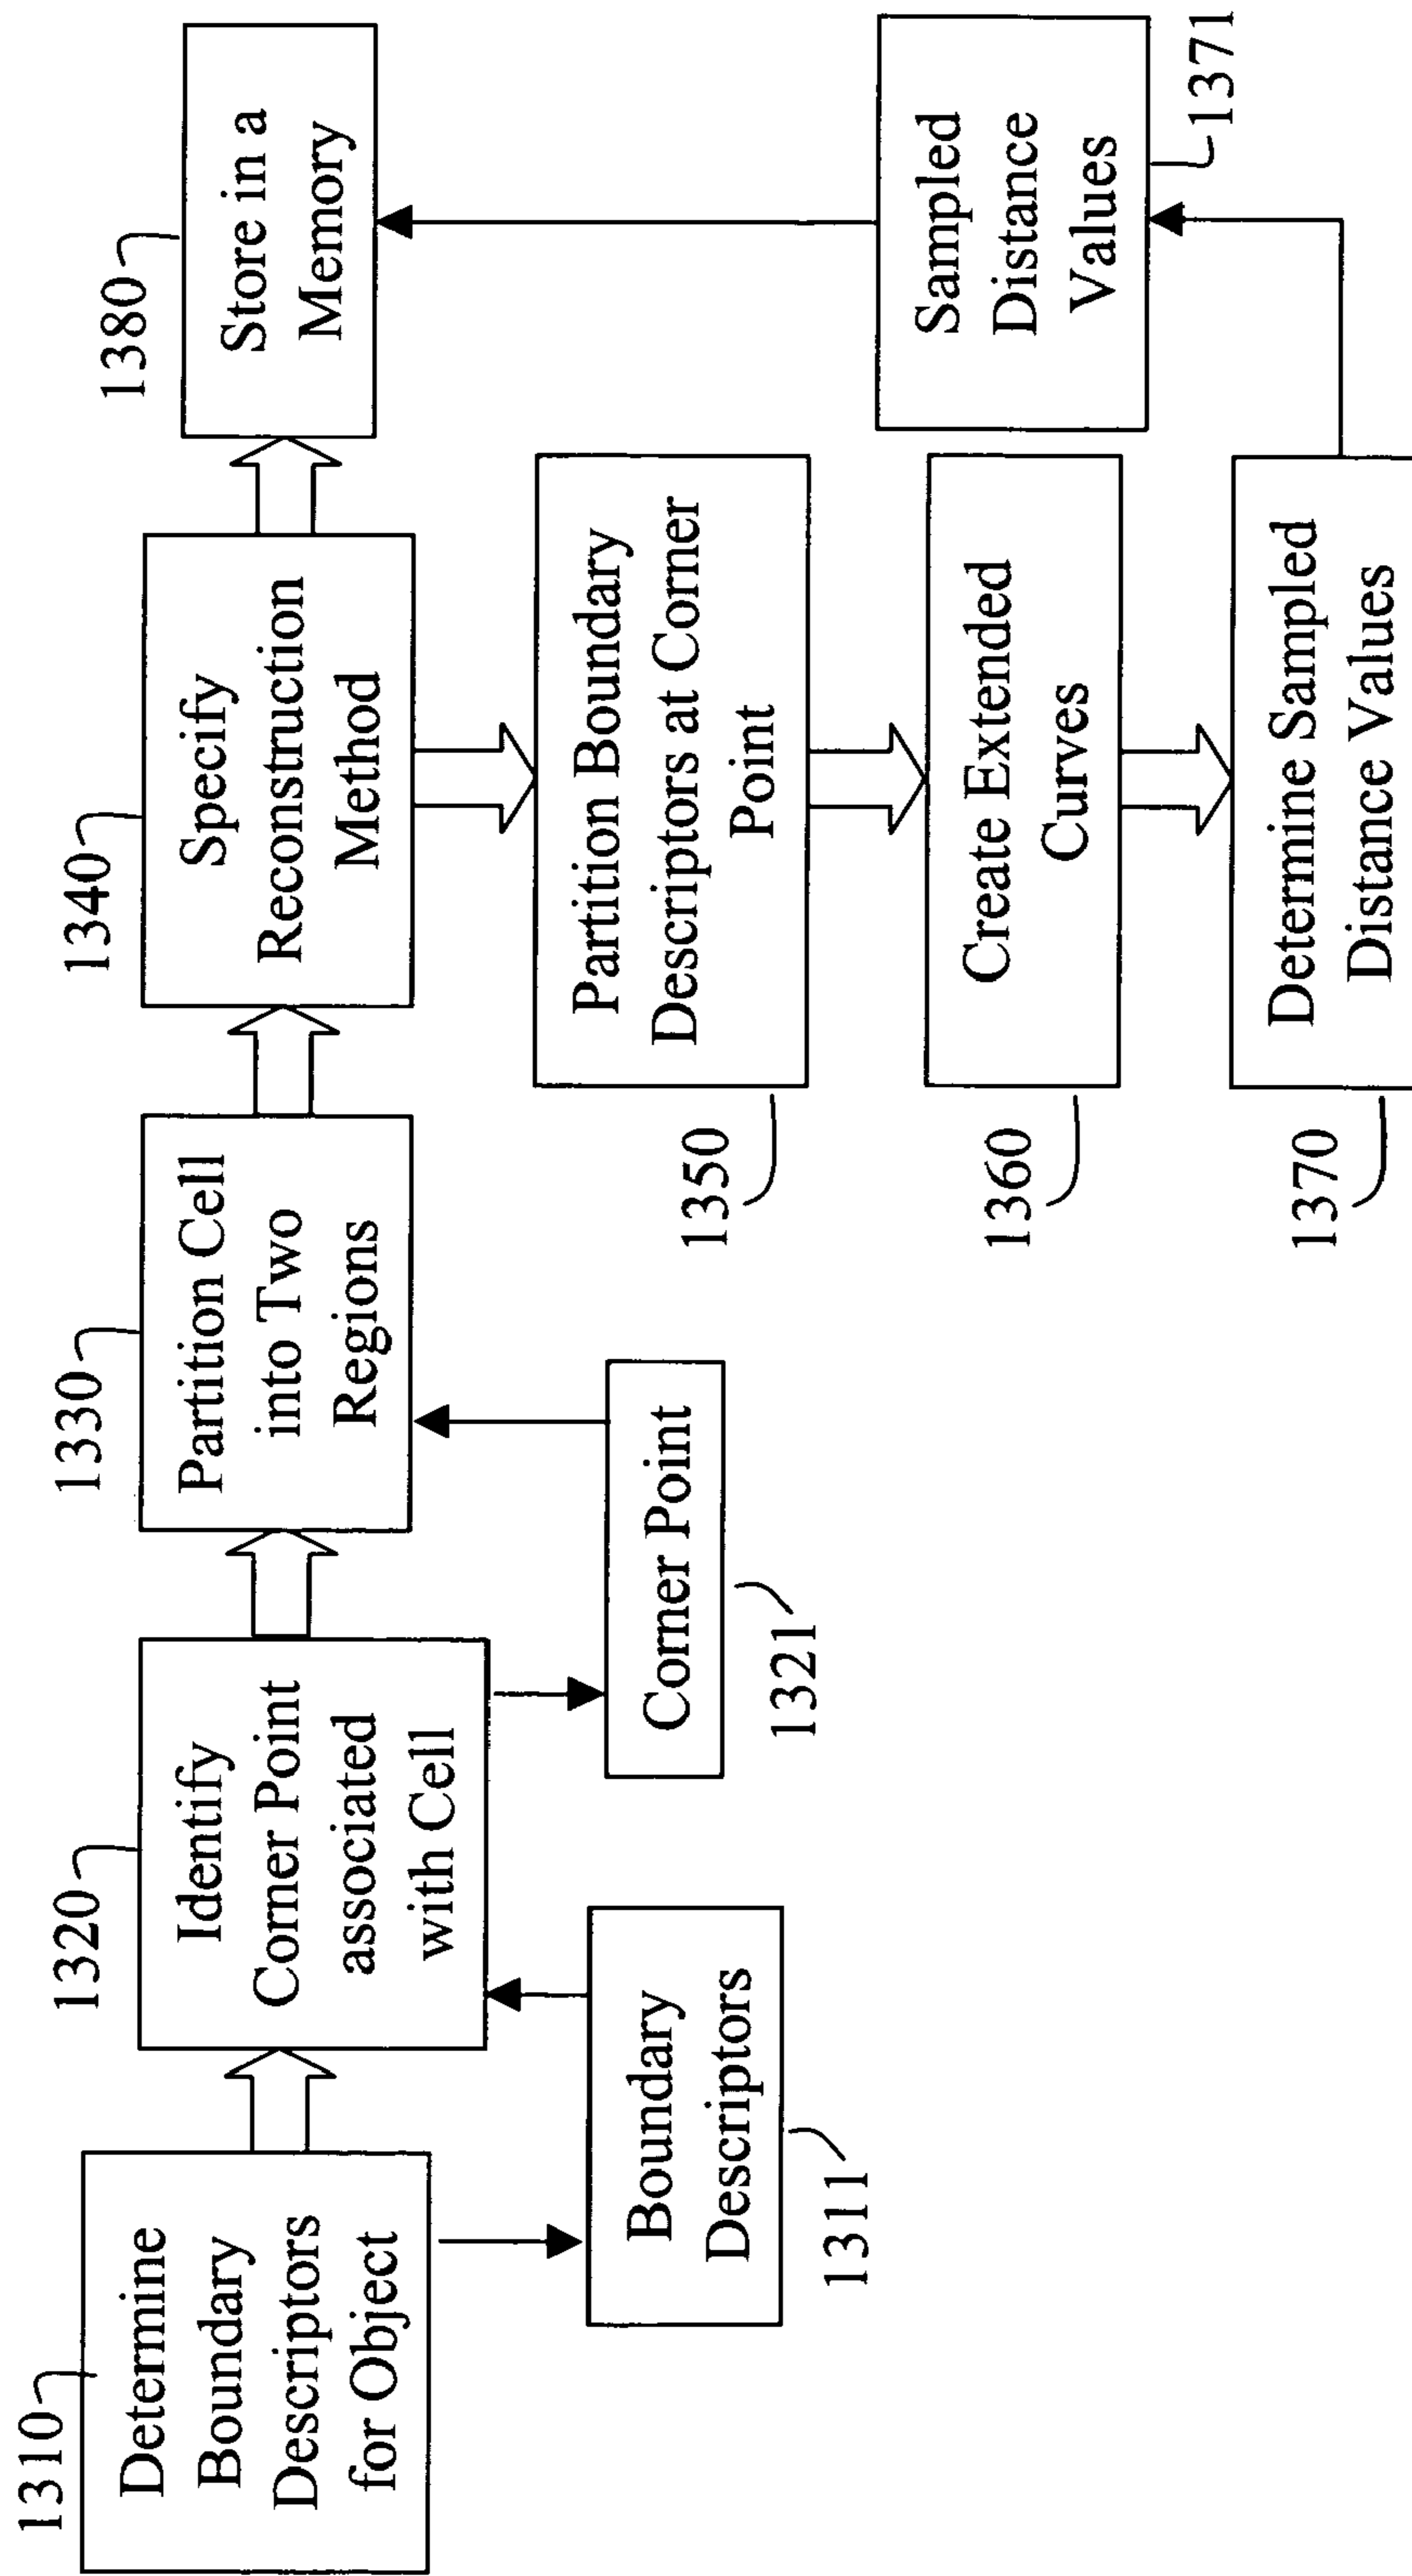 1310
Determine
Boundary
Descriptors
for Object
1311
Boundary
Descriptors
1320
Identify
Corner Point
associated
with Cell
1321
Corner Point
1330
Partition Cell
into Two
Regions
1340
Specify
Reconstruction
Method
1350
Partition Boundary
Descriptors at Corner
Point
1360
Create Extended
Curves
1370
Determine Sampled
Distance Values
Sampled
Distance
Values
1371
1380
Store in a
Memory